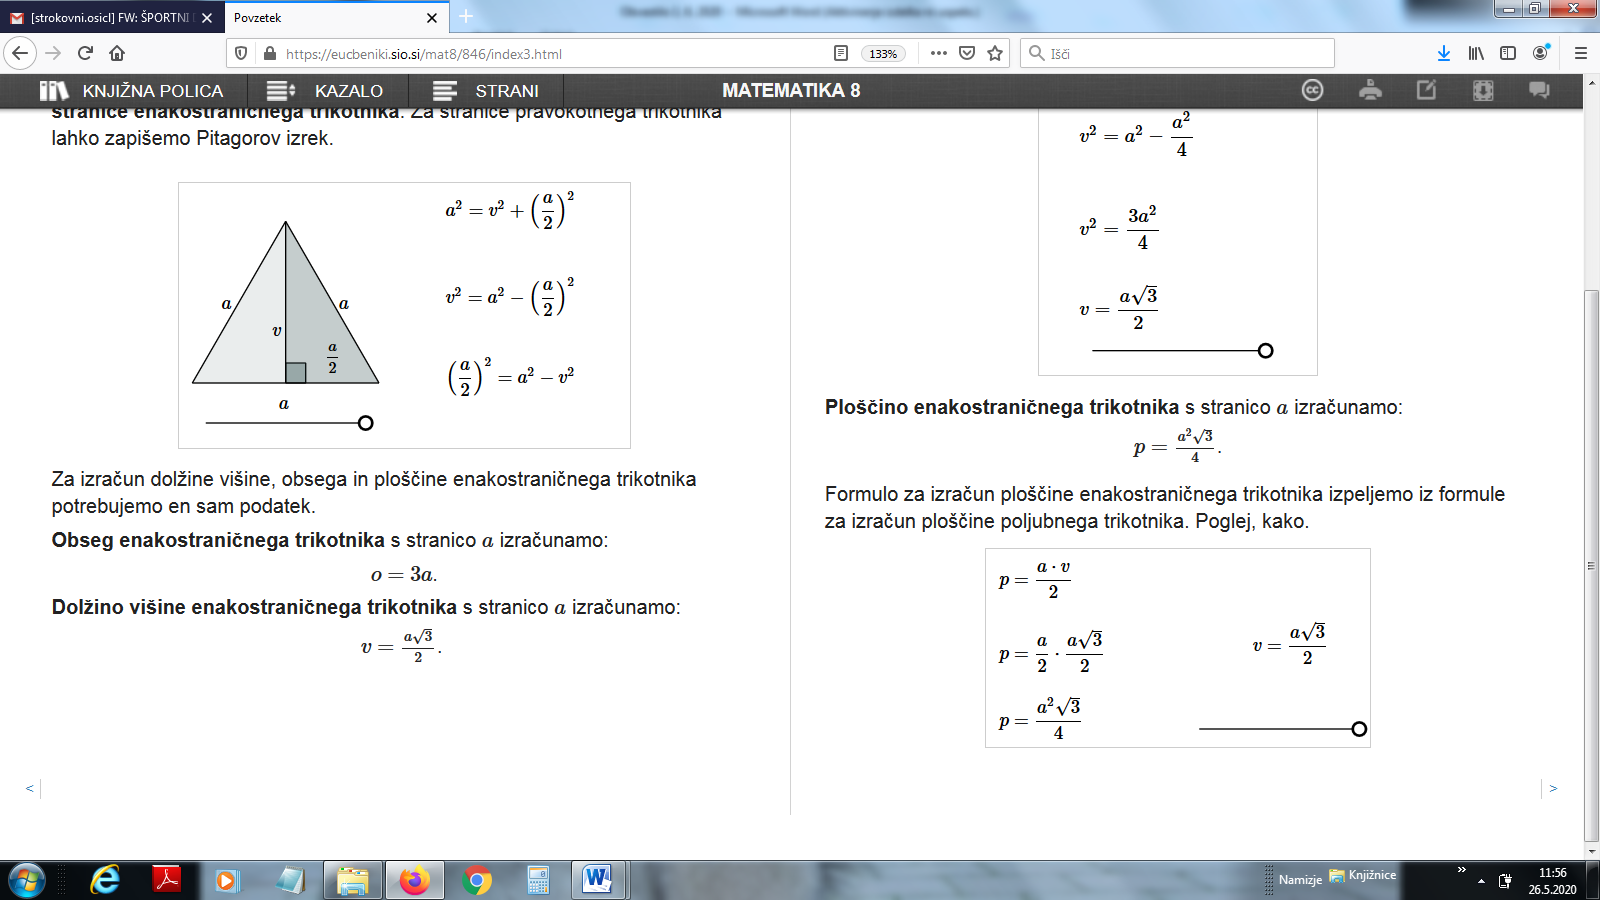 [strokovni.osicl] FW: ŠPORTNI
Povzetek
https://eucbeniki.sio.si/mat8/846/index3.html
133%
Išči
KNJIŽNA POLICA
KAZALO
STRANI
MATEMATIKA 8
stranice enakostraničnega trikotnika. Za stranice pravokotnega trikotnika
lahko zapišemo Pitagorov izrek.
a² = v² + (a/2)²
v² = a² − (a/2)²
(a/2)² = a² − v²
a
a
v
a/2
a
Za izračun dolžine višine, obsega in ploščine enakostraničnega trikotnika
potrebujemo en sam podatek.
Obseg enakostraničnega trikotnika s stranico a izračunamo:
o = 3a.
Dolžino višine enakostraničnega trikotnika s stranico a izračunamo:
v = a√3/2.
v² = a² − a²/4
v² = 3a²/4
v = a√3/2
Ploščino enakostraničnega trikotnika s stranico a izračunamo:
p = a²√3/4.
Formulo za izračun ploščine enakostraničnega trikotnika izpeljemo iz formule
za izračun ploščine poljubnega trikotnika. Poglej, kako.
p = a · v/2
p = a/2 · a√3/2
v = a√3/2
p = a²√3/4
<
>
Namizje
Knjižnice
»
11:56
26.5.2020